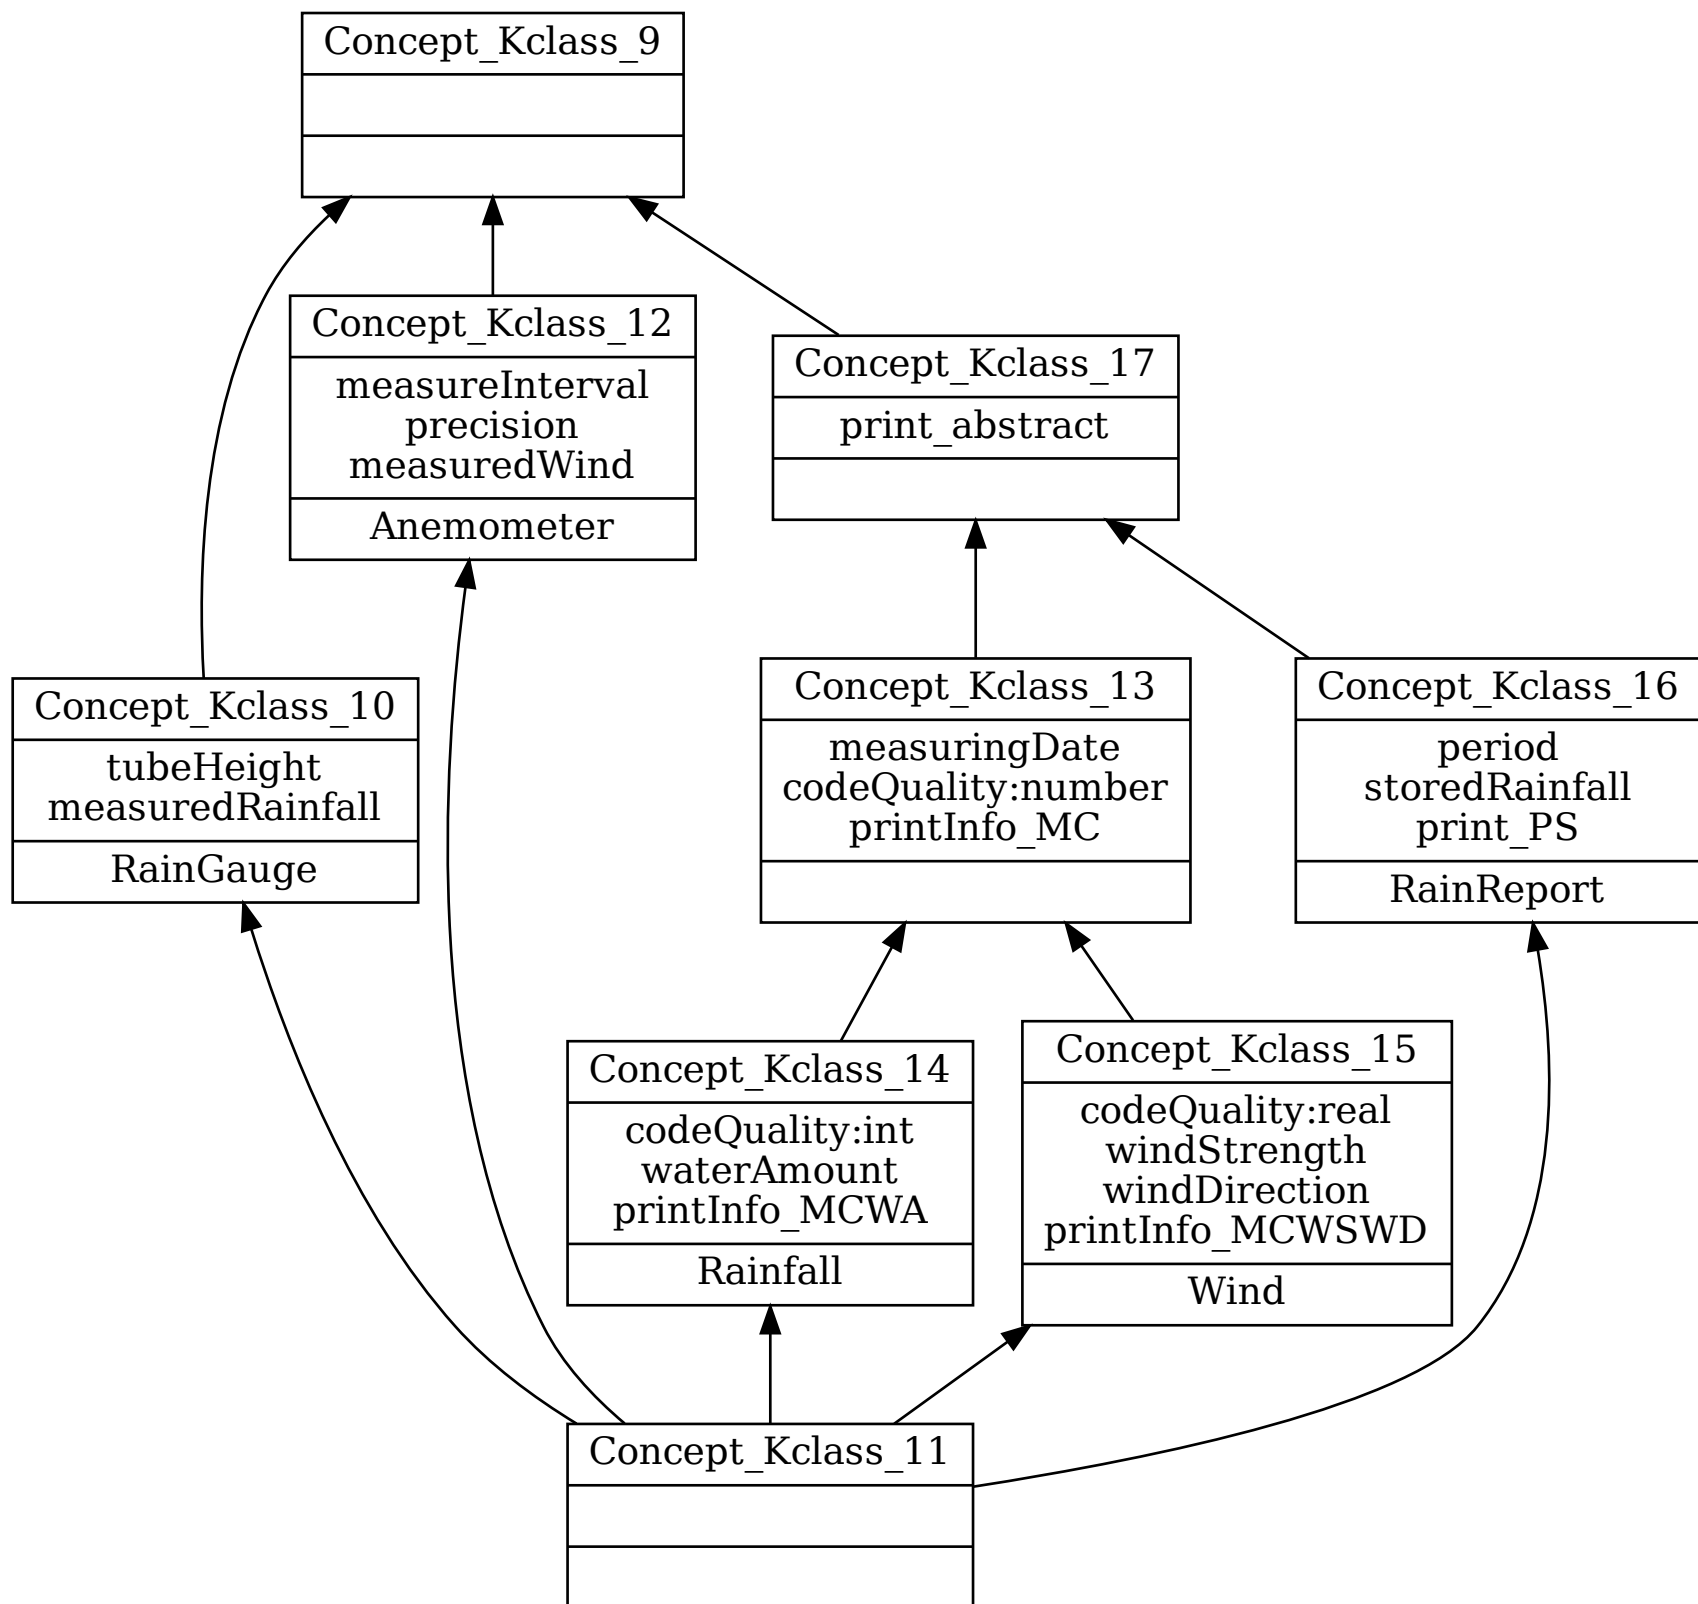 Concept_Kclass_9
Concept_Kclass_12
measureInterval
precision
measuredWind
Anemometer
Concept_Kclass_17
print_abstract
Concept_Kclass_10
tubeHeight
measuredRainfall
RainGauge
Concept_Kclass_13
measuringDate
codeQuality:number
printInfo_MC
Concept_Kclass_16
period
storedRainfall
print_PS
RainReport
Concept_Kclass_14
codeQuality:int
waterAmount
printInfo_MCWA
Rainfall
Concept_Kclass_15
codeQuality:real
windStrength
windDirection
printInfo_MCWSWD
Wind
Concept_Kclass_11